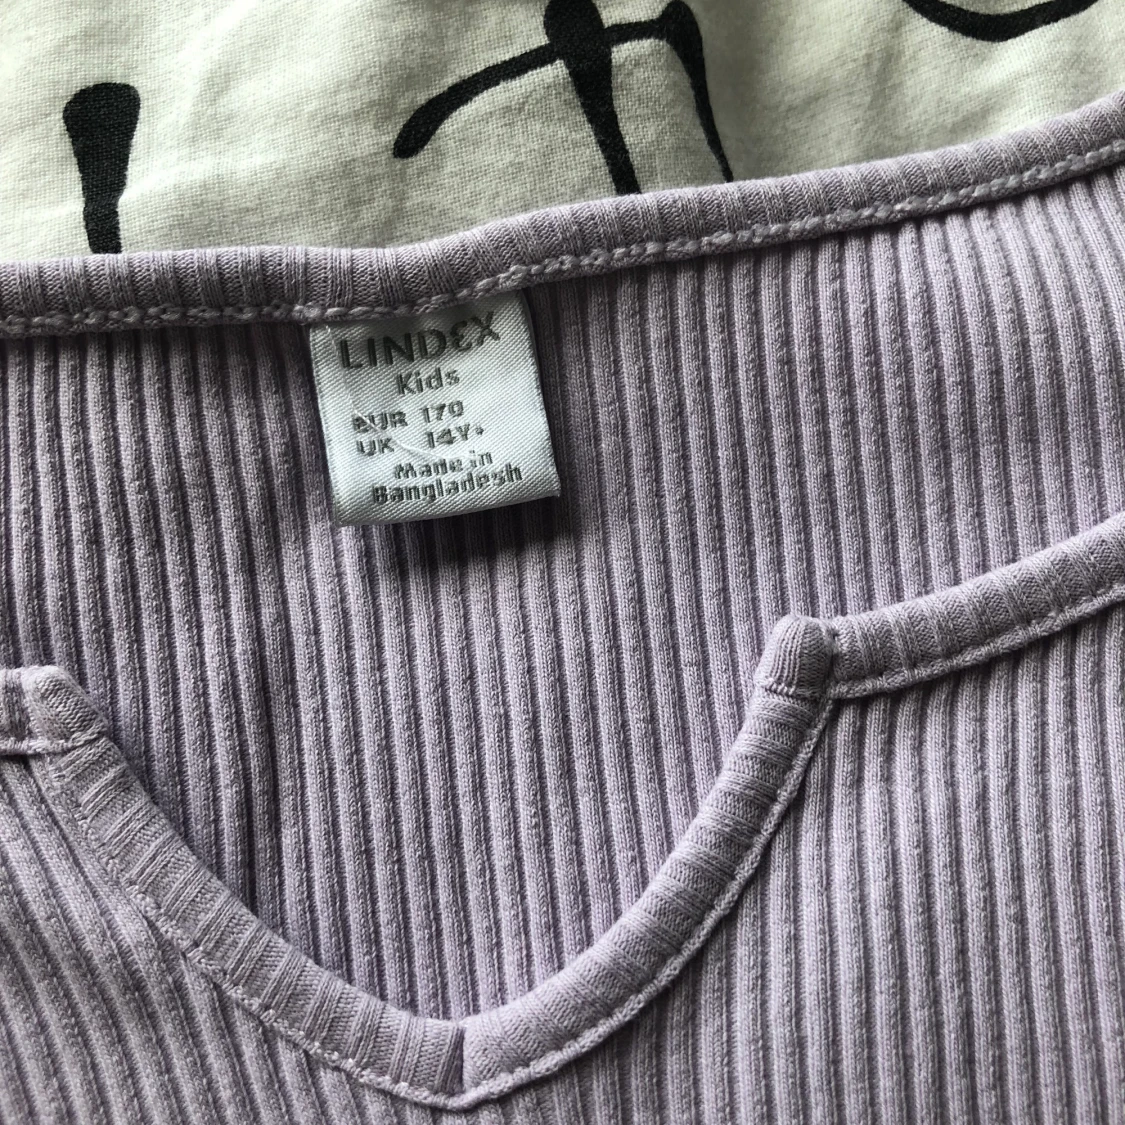 LINDEX
Kids
EUR 170
UK 14Y+
Made in
Bangladesh